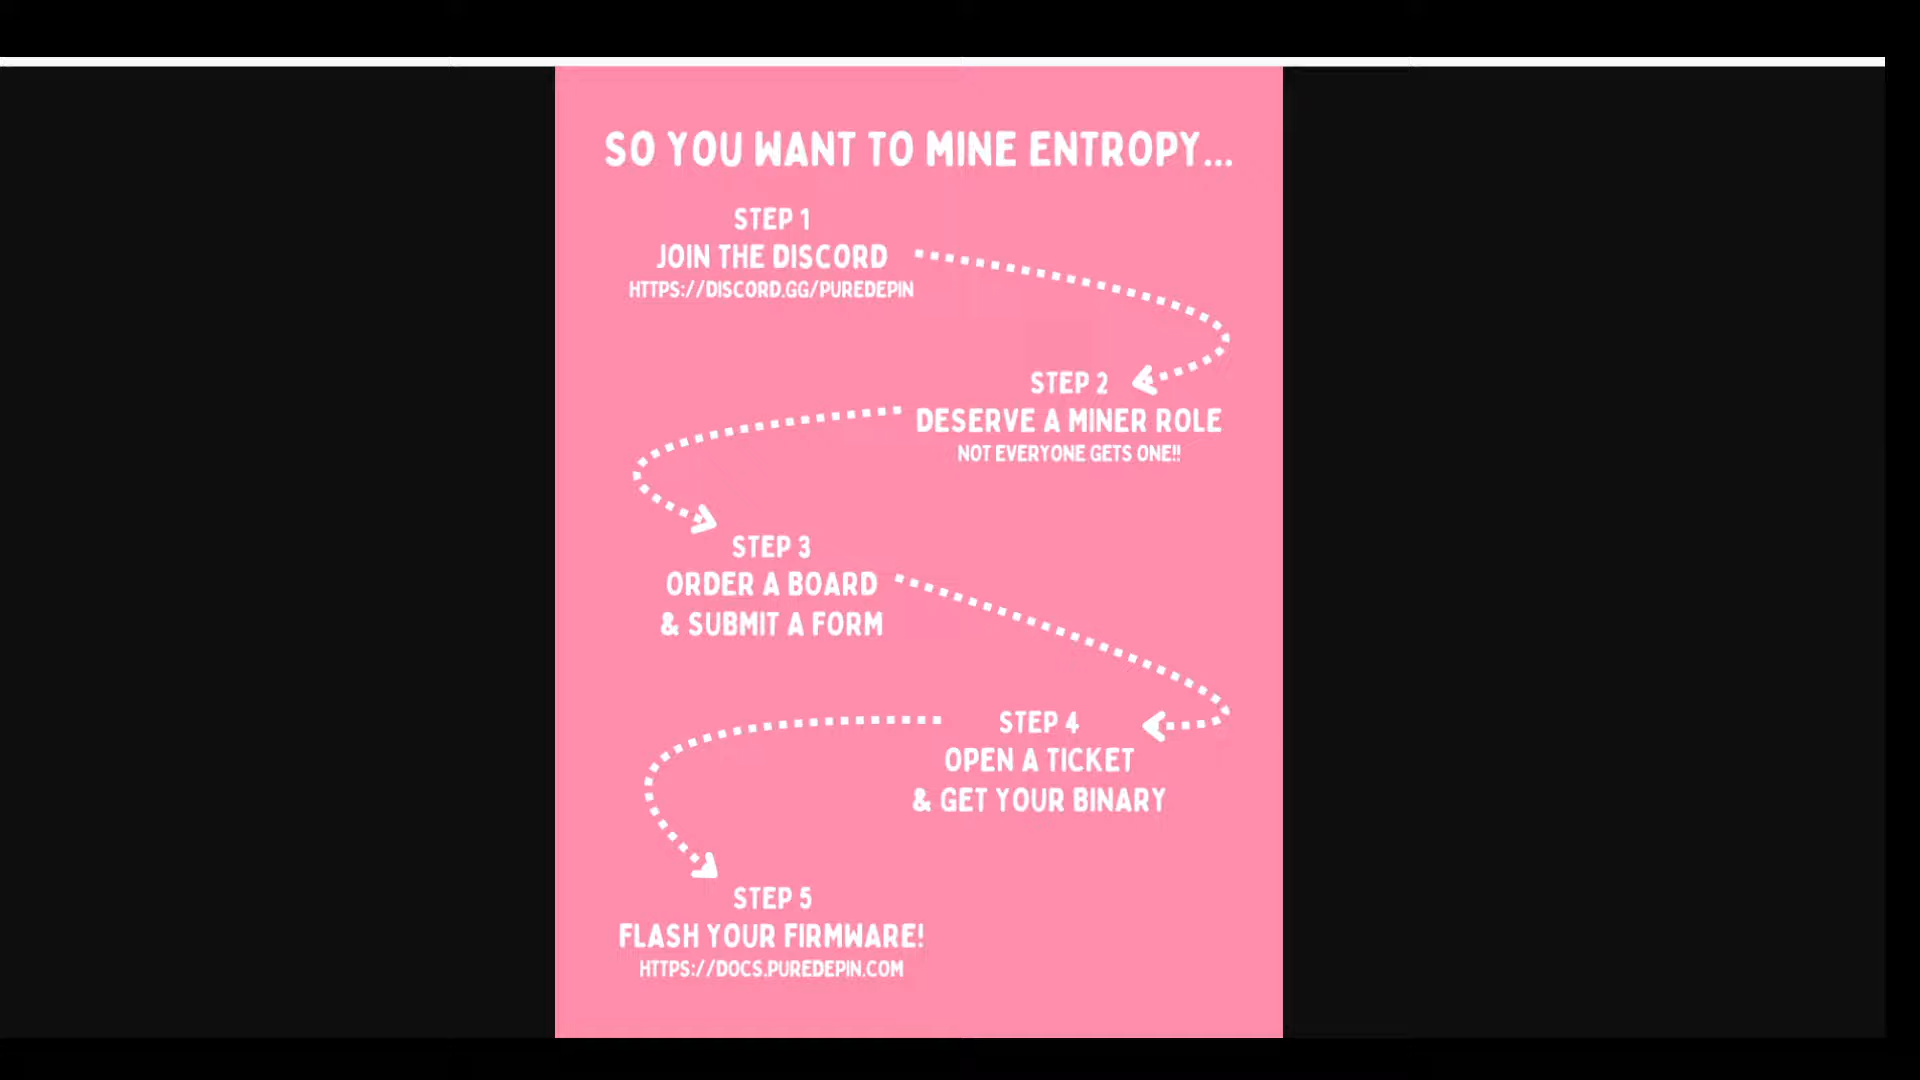 SO YOU WANT TO MINE ENTROPY...
STEP 1
JOIN THE DISCORD
HTTPS://DISCORD.GG/PUREDEPIN
STEP 2
DESERVE A MINER ROLE
NOT EVERYONE GETS ONE!!
STEP 3
ORDER A BOARD
& SUBMIT A FORM
STEP 4
OPEN A TICKET
& GET YOUR BINARY
STEP 5
FLASH YOUR FIRMWARE!
HTTPS://DOCS.PUREDEPIN.COM